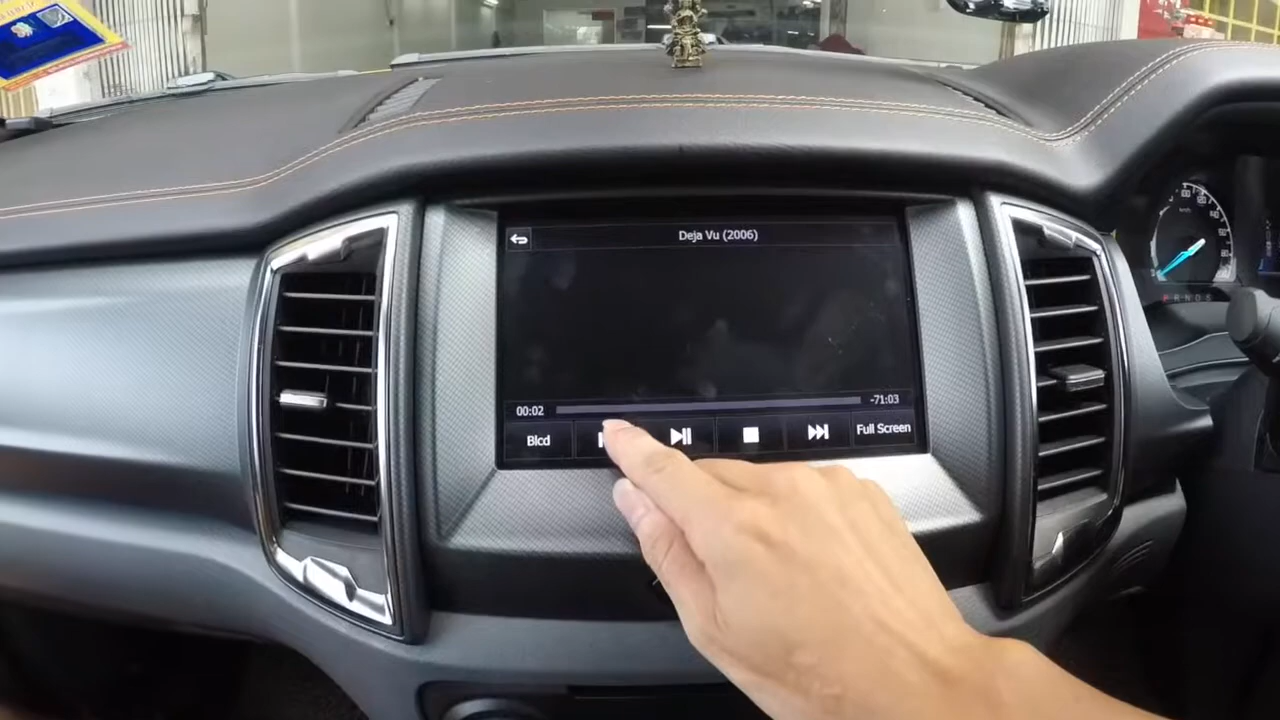 Deja Vu (2006)
00:02
-71:03
Blcd
Full Screen
P R N D S